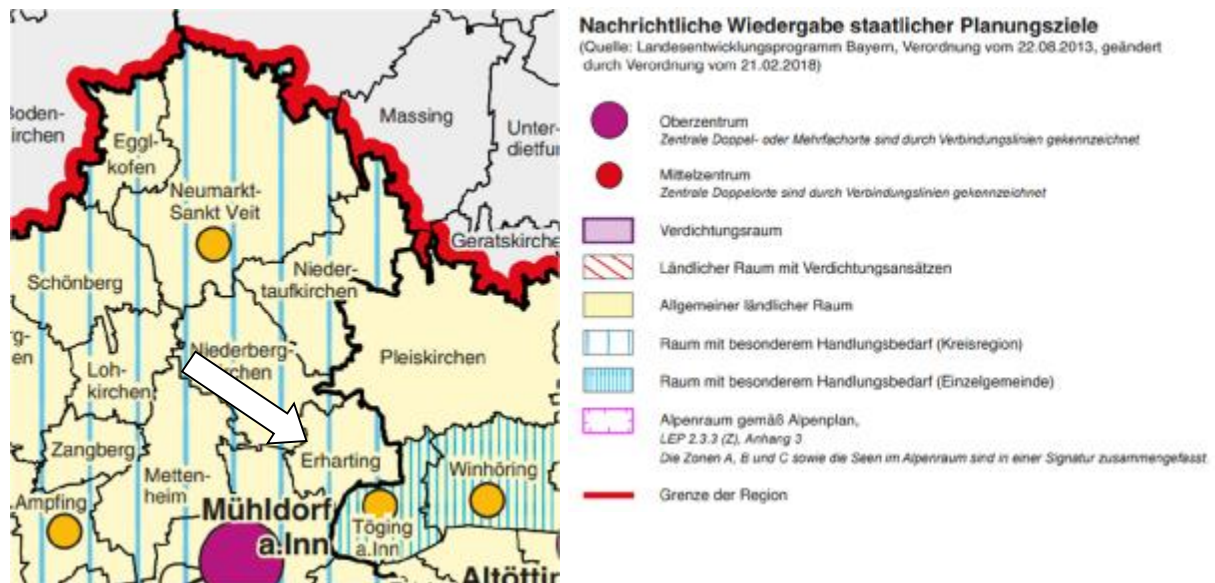 Boden-
kirchen
Eggl-
kofen
Massing
Unter-
Neumarkt-
Sankt Veit
Schönberg
Nieder-
taufkirchen
en
Loh-
kirchen
Pleiskirchen
Zangberg
Metten-
heim
Erharting
Winhöring
Ampfing
Mühldorf
a.Inn
Töging
a.Inn
Nachrichtliche Wiedergabe staatlicher Planungsziele
(Quelle: Landesentwicklungsprogramm Bayern, Verordnung vom 22.08.2013, geändert
durch Verordnung vom 21.02.2018)
Oberzentrum
Zentrale Doppel- oder Mehrfachorte sind durch Verbindungslinien gekennzeichnet
Mittelzentrum
Zentrale Doppelorte sind durch Verbindungslinien gekennzeichnet
Verdichtungsraum
Ländlicher Raum mit Verdichtungsansätzen
Allgemeiner ländlicher Raum
Raum mit besonderem Handlungsbedarf (Kreisregion)
Raum mit besonderem Handlungsbedarf (Einzelgemeinde)
Alpenraum gemäß Alpenplan,
LEP 2.3.3 (Z), Anhang 3
Die Zonen A, B und C sowie die Seen im Alpenraum sind in einer Signatur zusammengefasst.
Grenze der Region